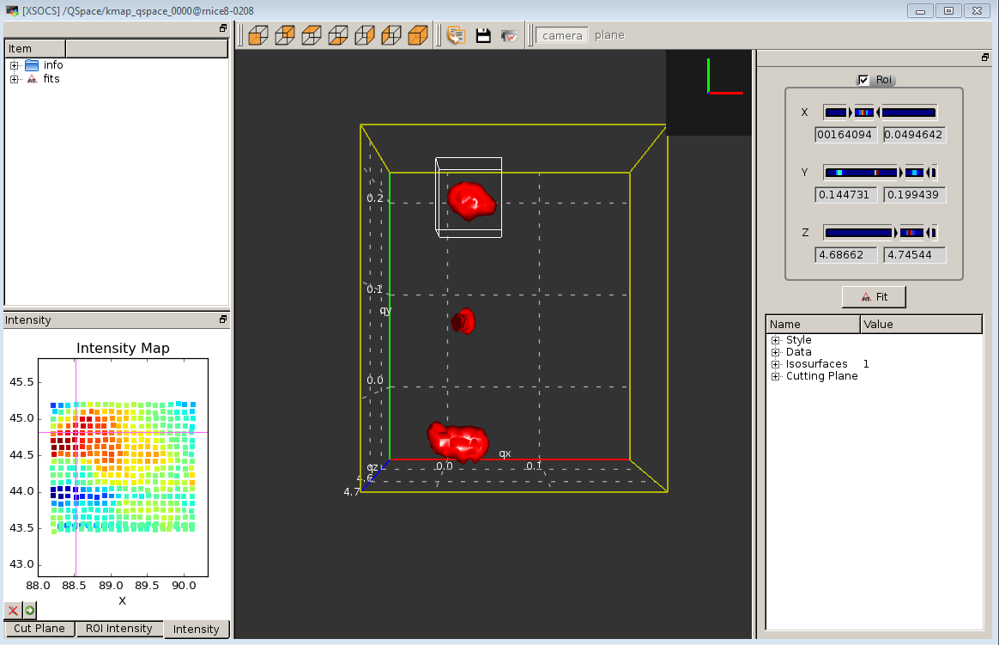 [XSOCS] /QSpace/kmap_qspace_0000@rnice8-0208
camera plane
Item
info
fits
Intensity
Intensity Map
45.5
45.0
44.5
44.0
43.5
43.0
88.0 88.5 89.0 89.5 90.0
X
Cut Plane ROI Intensity Intensity
0.2
0.1
qy
0.0
qx
qz 0.0 0.1
4.6
4.7
Roi
X
00164094 0.0494642
Y
0.144731 0.199439
Z
4.68662 4.74544
Fit
Name Value
Style
Data
Isosurfaces 1
Cutting Plane